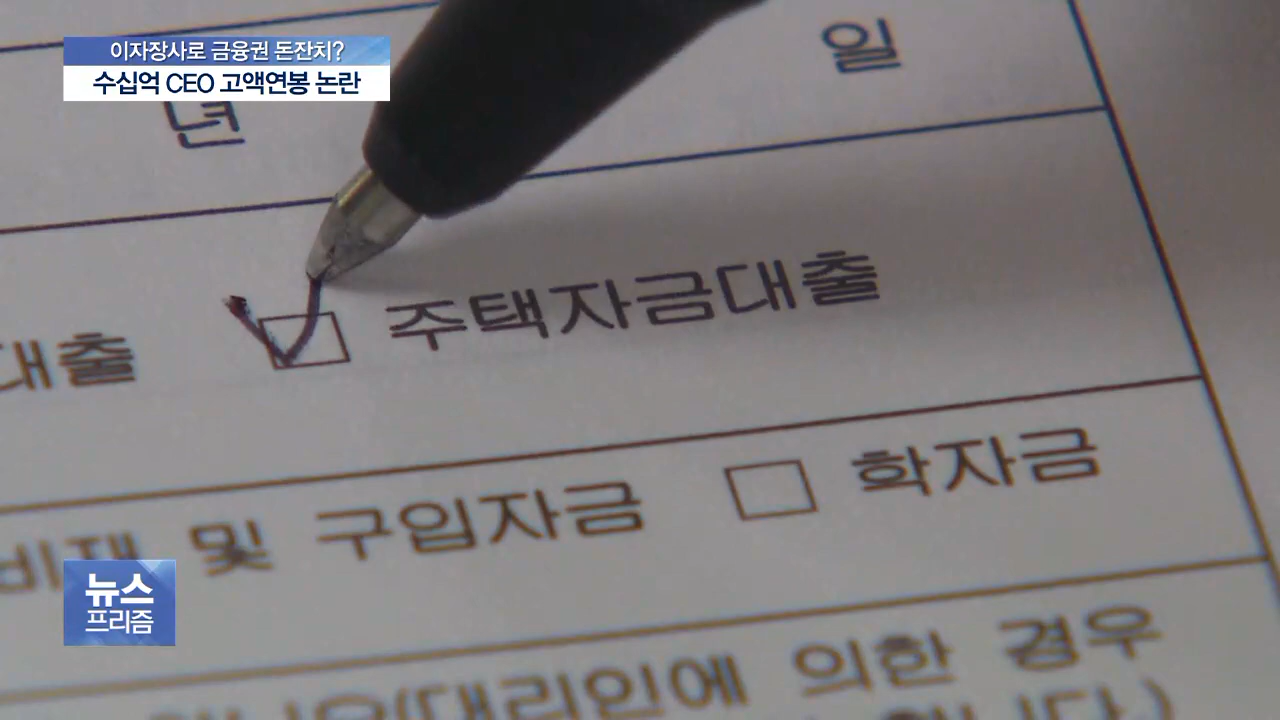 이자장사로 금융권 돈잔치?
수십억 CEO 고액연봉 논란
년 일
대출 주택자금대출
및 구입자금 학자금
의한 경우
뉴스
프리즘